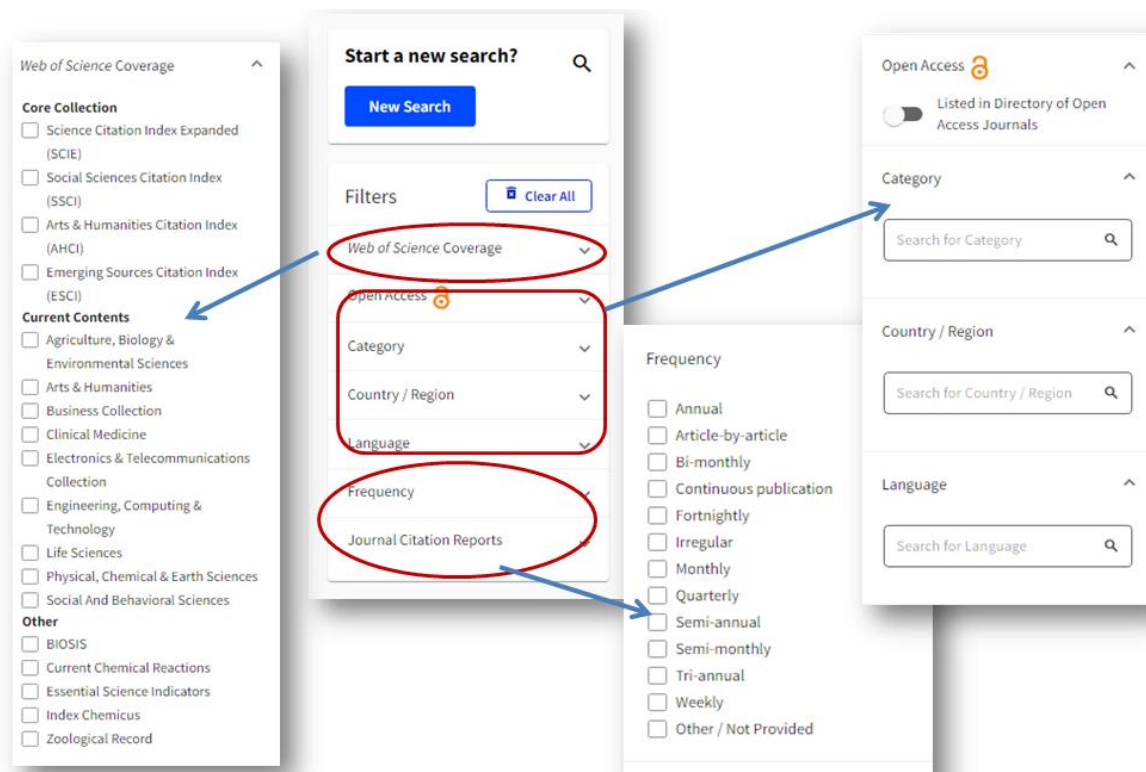 Web of Science Coverage
Core Collection
Science Citation Index Expanded
(SCIE)
Social Sciences Citation Index
(SSCI)
Arts & Humanities Citation Index
(AHCI)
Emerging Sources Citation Index
(ESCI)
Current Contents
Agriculture, Biology &
Environmental Sciences
Arts & Humanities
Business Collection
Clinical Medicine
Electronics & Telecommunications
Collection
Engineering, Computing &
Technology
Life Sciences
Physical, Chemical & Earth Sciences
Social And Behavioral Sciences
Other
BIOSIS
Current Chemical Reactions
Essential Science Indicators
Index Chemicus
Zoological Record
Start a new search?
New Search
Filters
Clear All
Web of Science Coverage
Open Access
Category
Country / Region
Language
Frequency
Journal Citation Reports
Frequency
Annual
Article-by-article
Bi-monthly
Continuous publication
Fortnightly
Irregular
Monthly
Quarterly
Semi-annual
Semi-monthly
Tri-annual
Weekly
Other / Not Provided
Open Access
Listed in Directory of Open
Access Journals
Category
Search for Category
Country / Region
Search for Country / Region
Language
Search for Language